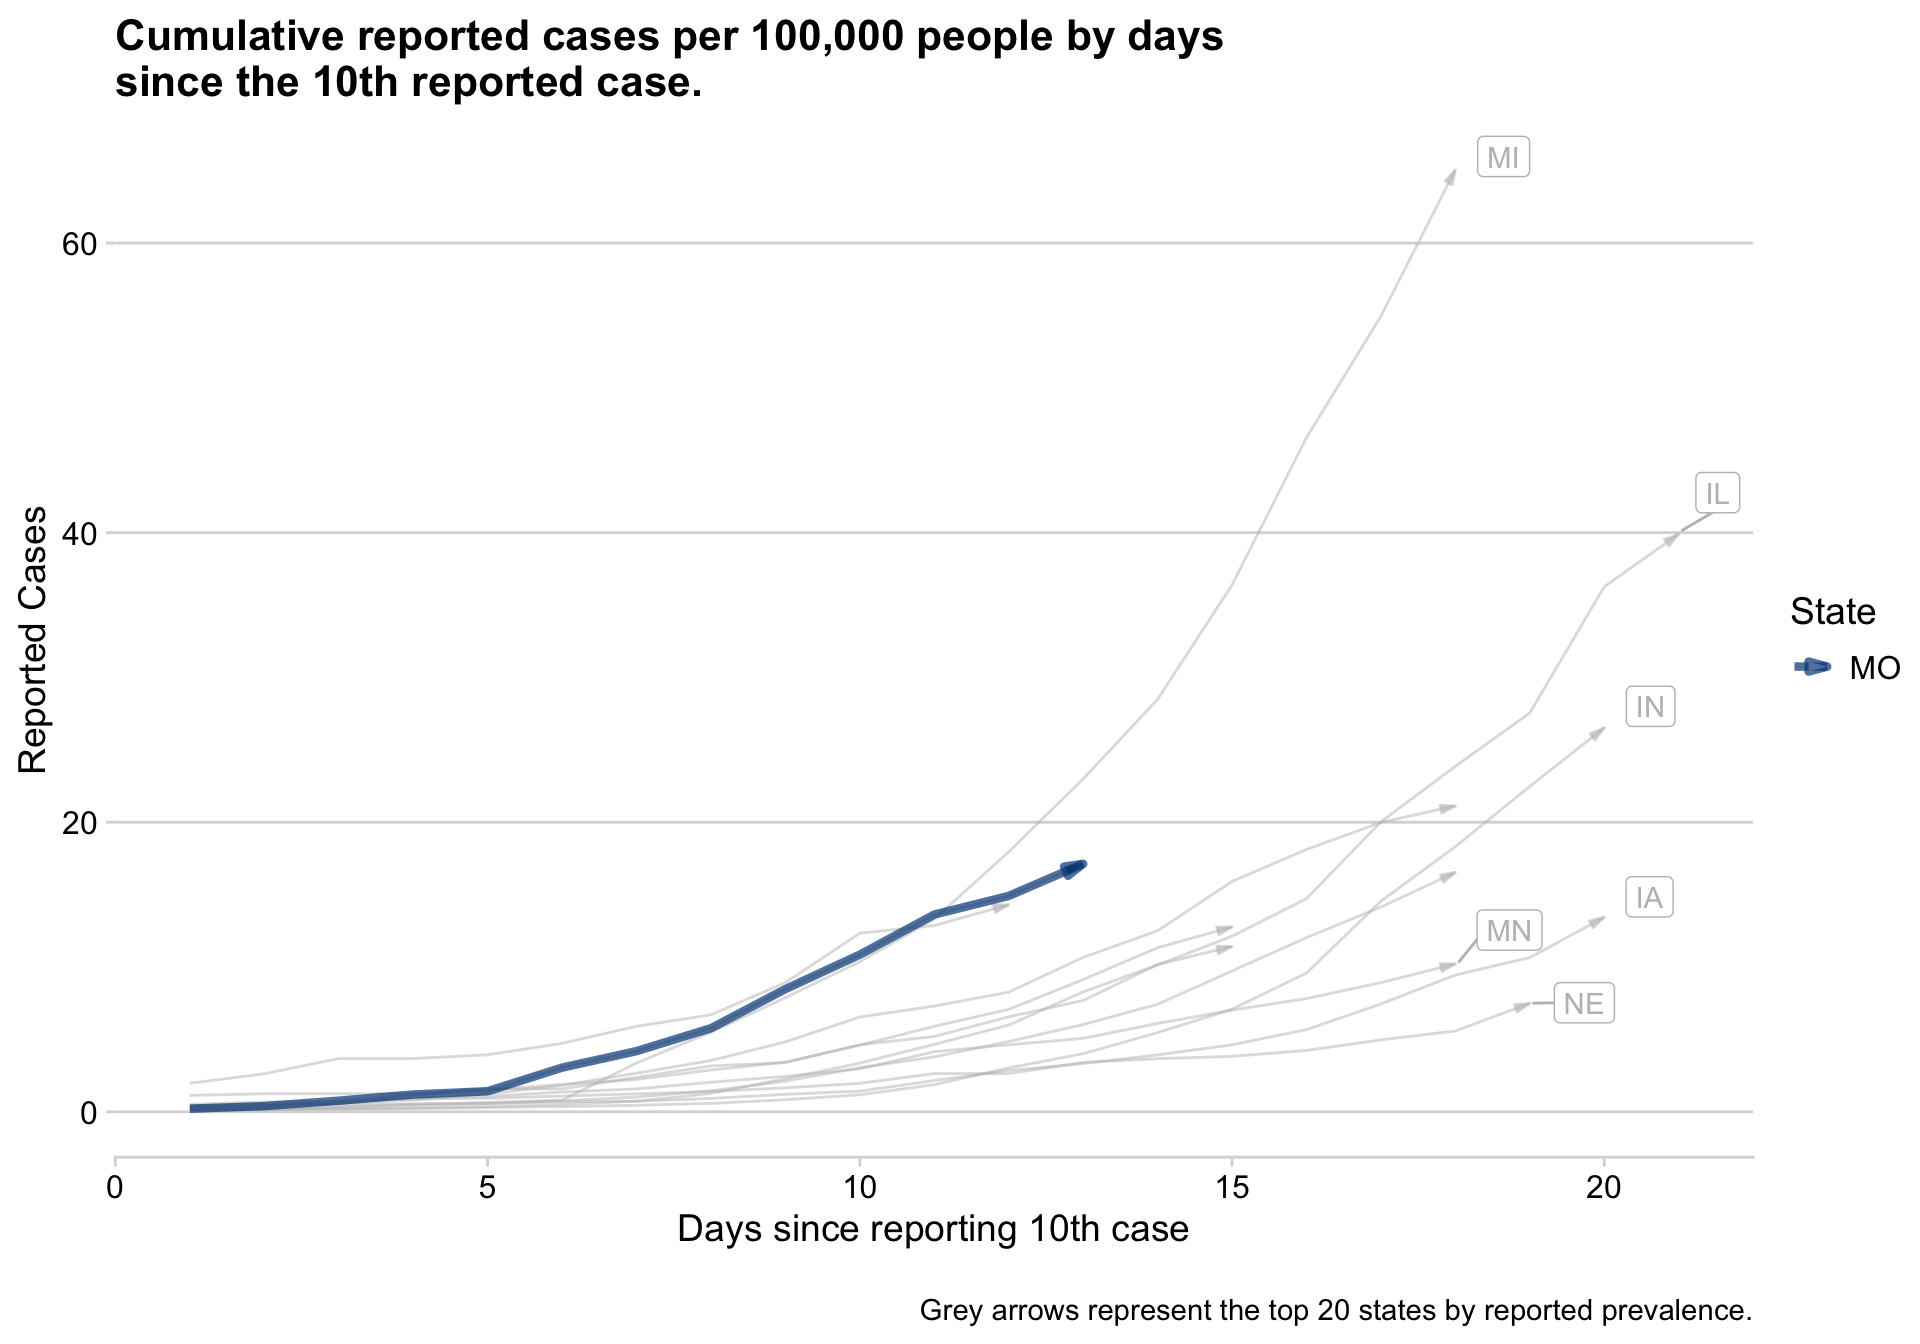 Cumulative reported cases per 100,000 people by days
since the 10th reported case.
MI
60
IL
40
Reported Cases
State
MO
IN
20
IA
MN
NE
0
0 5 10 15 20
Days since reporting 10th case
Grey arrows represent the top 20 states by reported prevalence.